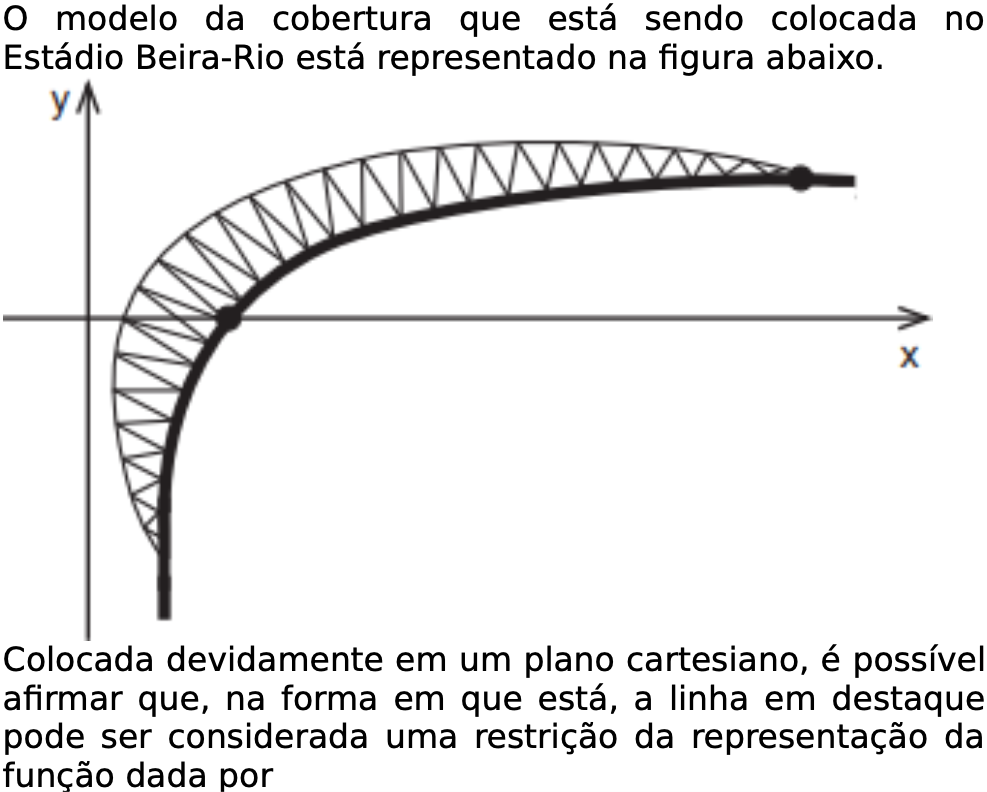 O modelo da cobertura que está sendo colocada no
Estádio Beira-Rio está representado na figura abaixo.
y
x
Colocada devidamente em um plano cartesiano, é possível
afirmar que, na forma em que está, a linha em destaque
pode ser considerada uma restrição da representação da
função dada por